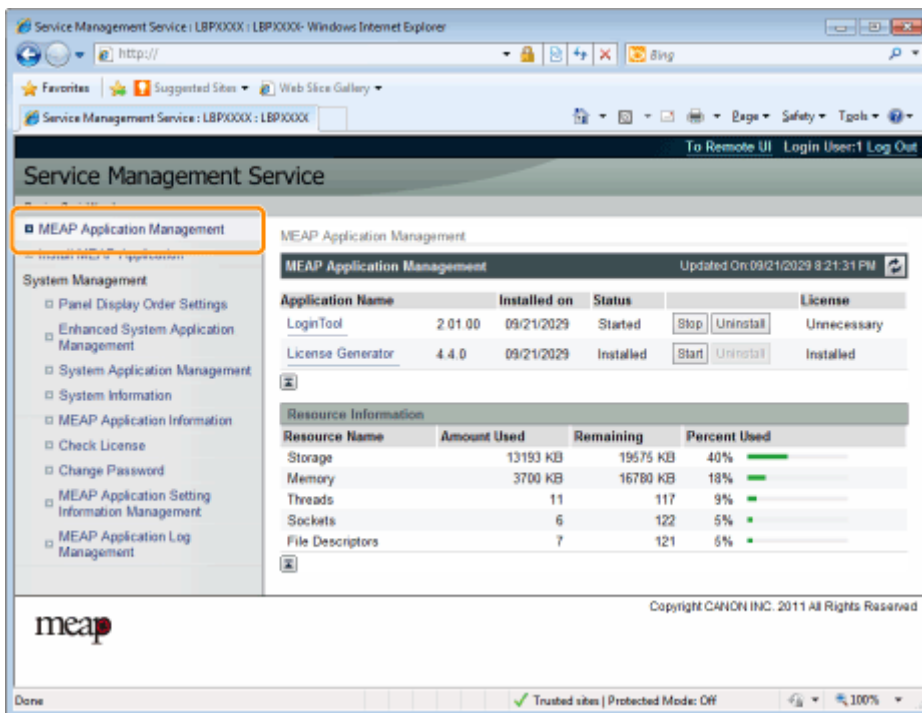 Service Management Service : LBPXXXX : LBPXXXX- Windows Internet Explorer
http://
Bing
Favorites Suggested Sites Web Slice Gallery
Service Management Service : LBPXXXX : LBPXXXX
Page Safety Tools
To Remote UI Login User:1 Log Out
Service Management Service
MEAP Application Management
System Management
Panel Display Order Settings
Enhanced System Application
Management
System Application Management
System Information
MEAP Application Information
Check License
Change Password
MEAP Application Setting
Information Management
MEAP Application Log
Management
MEAP Application Management
MEAP Application Management Updated On:09/21/2029 8:21:31 PM
Application Name Installed on Status License
LoginTool 2.01.00 09/21/2029 Started Stop Uninstall Unnecessary
License Generator 4.4.0 09/21/2029 Installed Start Uninstall Installed
Resource Information
Resource Name Amount Used Remaining Percent Used
Storage 13193 KB 19575 KB 40%
Memory 3700 KB 16780 KB 18%
Threads 11 117 9%
Sockets 6 122 5%
File Descriptors 7 121 6%
Copyright CANON INC. 2011 All Rights Reserved
meap
Done Trusted sites | Protected Mode: Off 100%